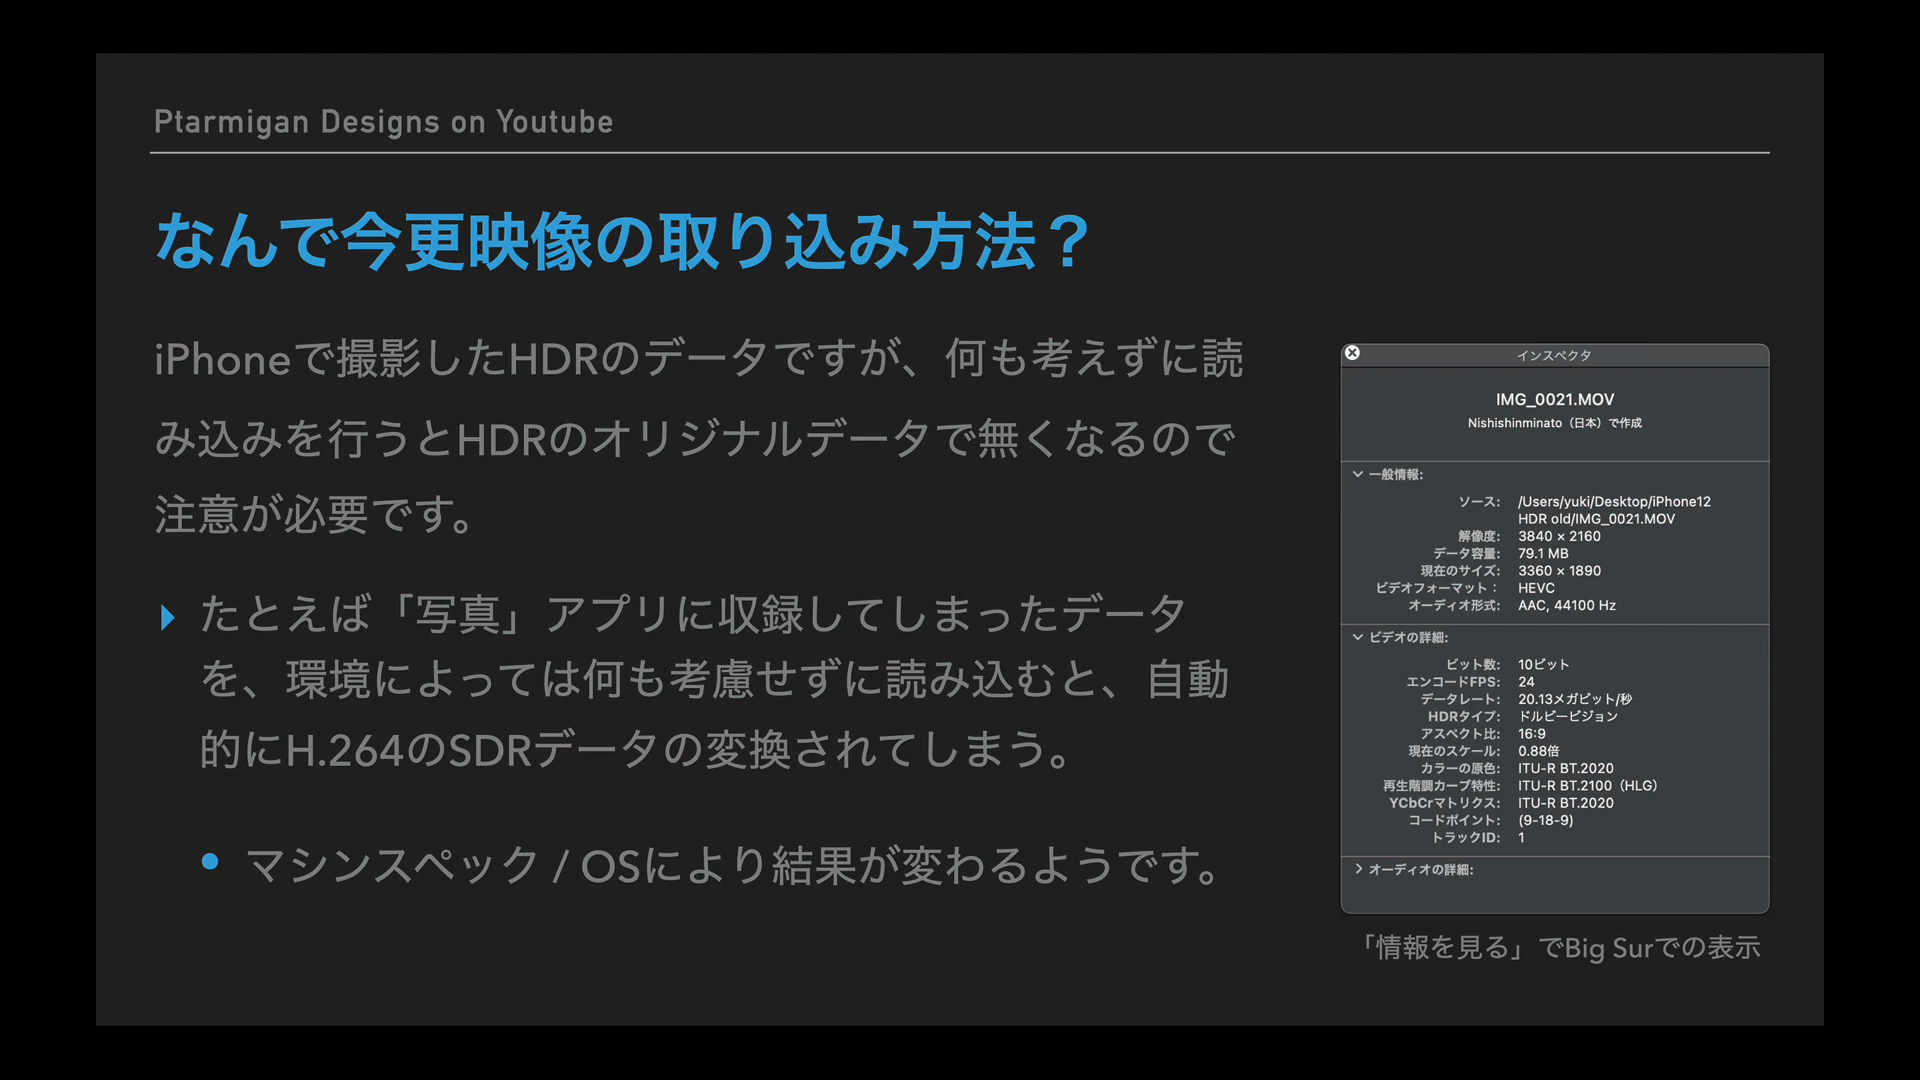 Ptarmigan Designs on Youtube
なんで今更映像の取り込み方法？
iPhoneで撮影したHDRのデータですが、何も考えずに読
み込みを行うとHDRのオリジナルデータで無くなるので
注意が必要です。
たとえば「写真」アプリに収録してしまったデータ
を、環境によっては何も考慮せずに読み込むと、自動
的にH.264のSDRデータの変換されてしまう。
マシンスペック / OSにより結果が変わるようです。
インスペクタ
IMG_0021.MOV
Nishishinminato（日本）で作成
一般情報:
ソース: /Users/yuki/Desktop/iPhone12
HDR old/IMG_0021.MOV
解像度: 3840 × 2160
データ容量: 79.1 MB
現在のサイズ: 3360 × 1890
ビデオフォーマット： HEVC
オーディオ形式: AAC, 44100 Hz
ビデオの詳細:
ビット数: 10ビット
エンコードFPS: 24
データレート: 20.13メガビット/秒
HDRタイプ: ドルビービジョン
アスペクト比: 16:9
現在のスケール: 0.88倍
カラーの原色: ITU-R BT.2020
再生階調カーブ特性: ITU-R BT.2100（HLG）
YCbCrマトリクス: ITU-R BT.2020
コードポイント: (9-18-9)
トラックID: 1
オーディオの詳細:
「情報を見る」でBig Surでの表示